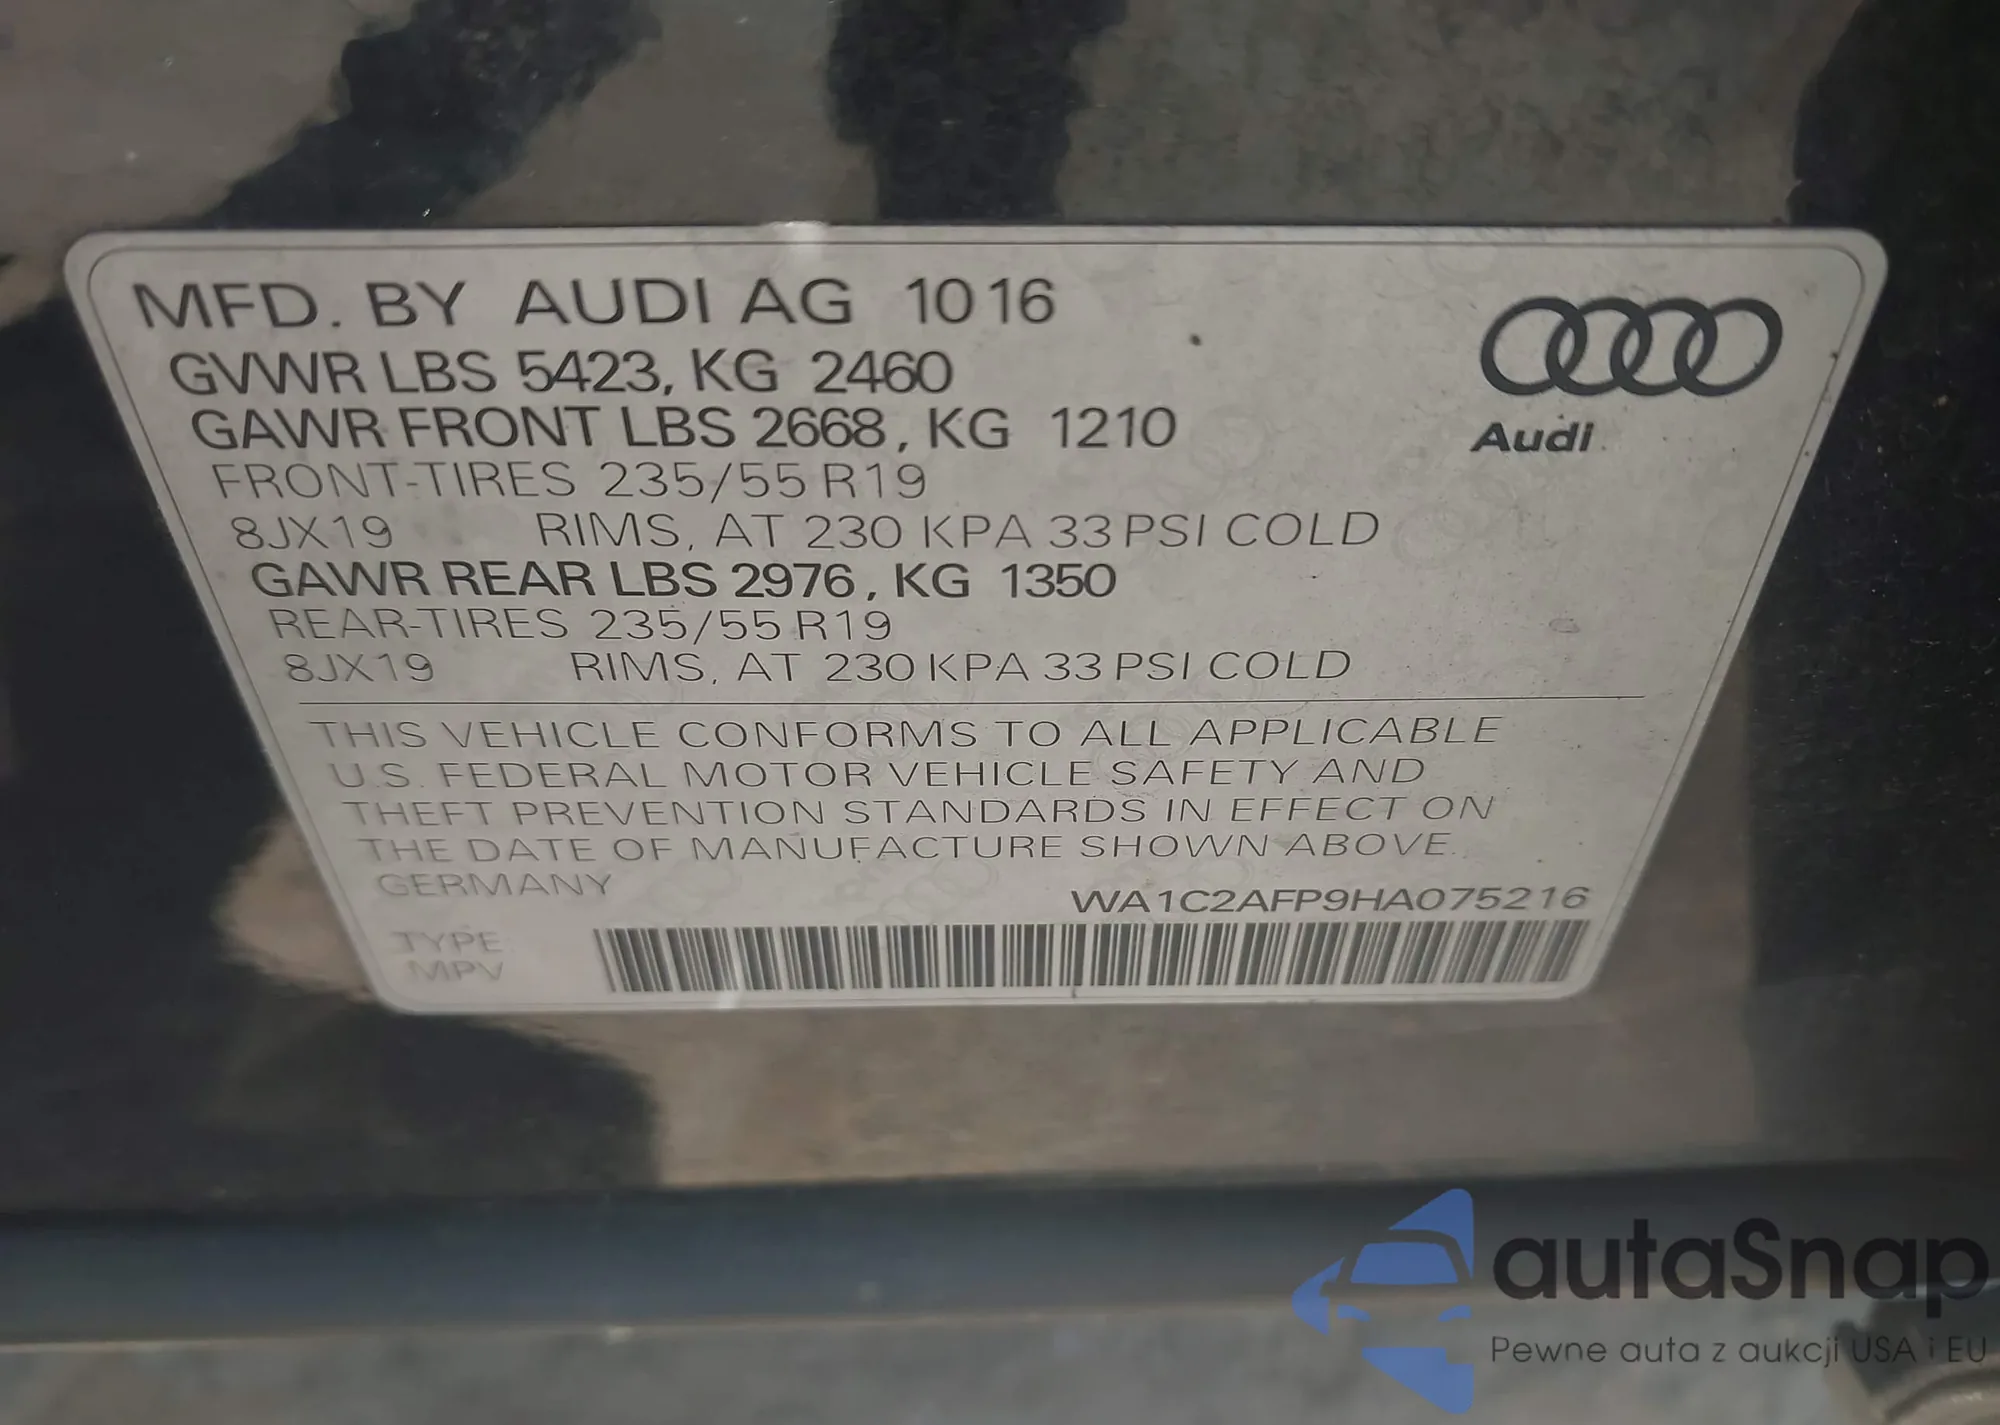 MFD. BY AUDI AG 10 16
GVWR LBS 5423, KG 2460
GAWR FRONT LBS 2668, KG 1210
FRONT-TIRES 235/55 R19
8JX19 RIMS, AT 230 KPA 33 PSI COLD
GAWR REAR LBS 2976, KG 1350
REAR-TIRES 235/55 R19
8JX19 RIMS, AT 230 KPA 33 PSI COLD
Audi
THIS VEHICLE CONFORMS TO ALL APPLICABLE
U.S. FEDERAL MOTOR VEHICLE SAFETY AND
THEFT PREVENTION STANDARDS IN EFFECT ON
THE DATE OF MANUFACTURE SHOWN ABOVE.
GERMANY
WA1C2AFP9HA075216
TYPE
MPV
autaSnap
Pewne auta z aukcji USA i EU